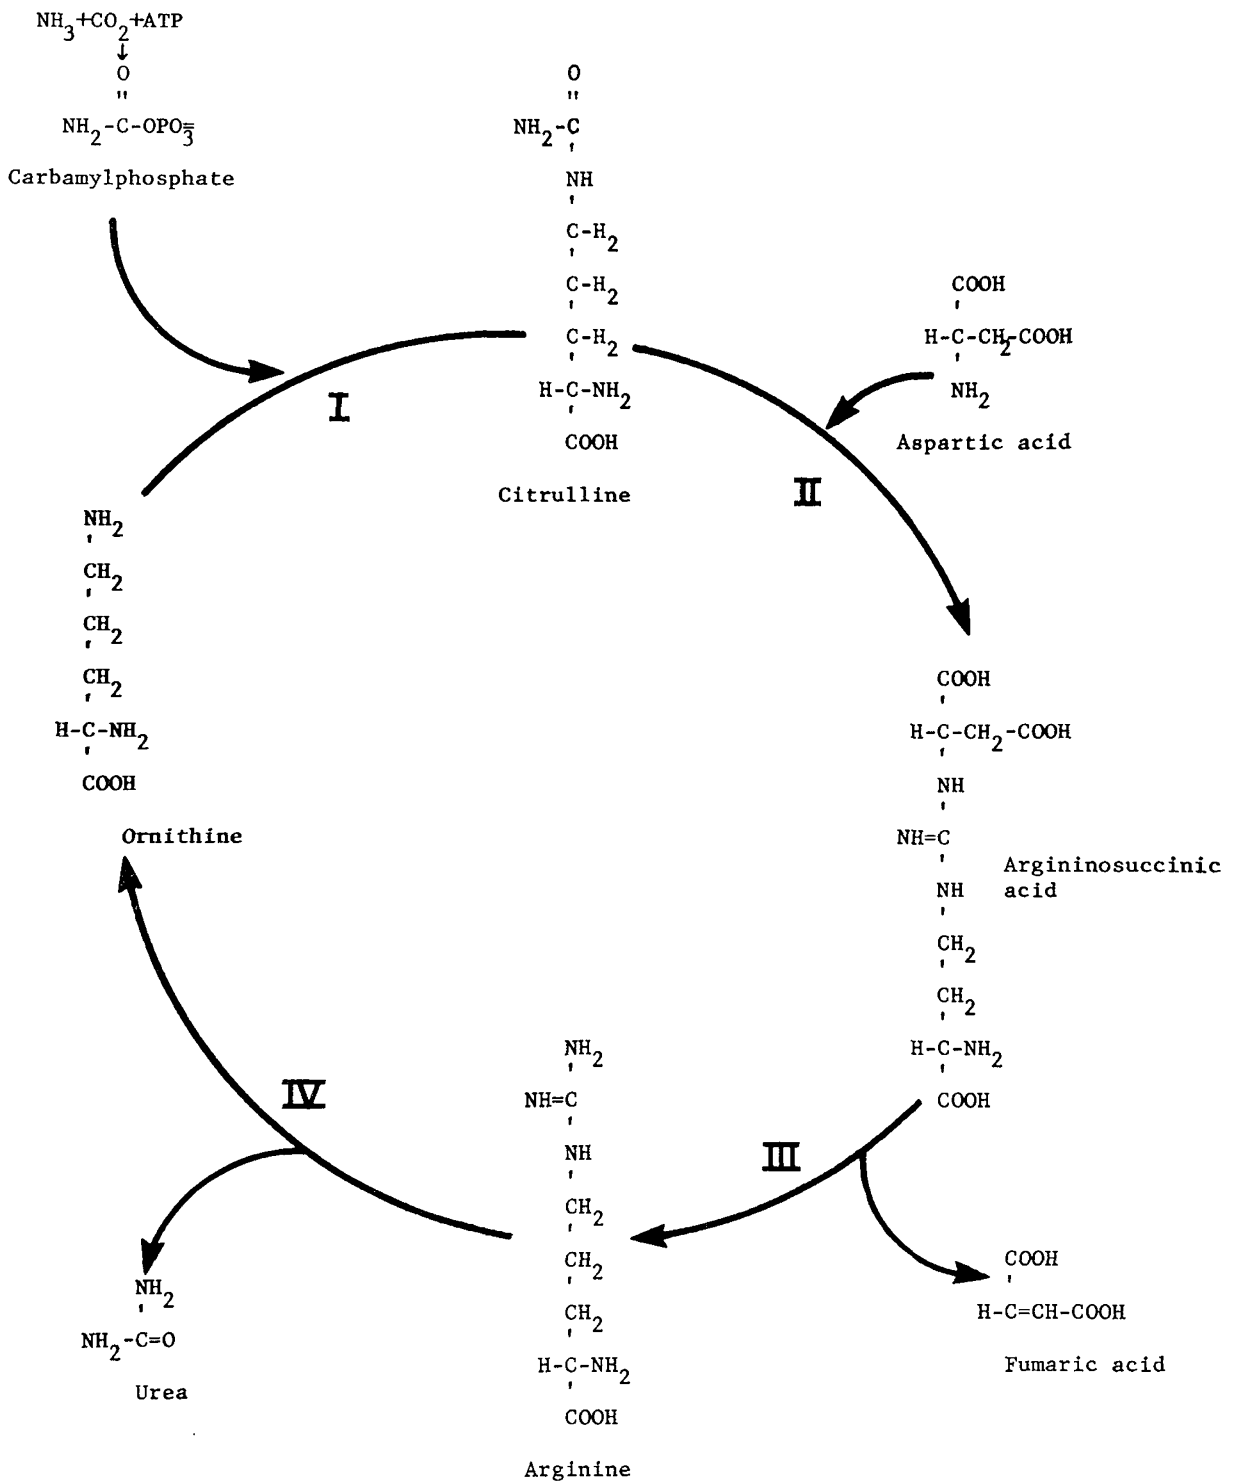 NH3+CO2+ATP
↓
O
"
NH2-C-OPO3=
Carbamylphosphate
O
"
NH2-C
'
NH
'
C-H2
'
C-H2
'
C-H2
'
H-C-NH2
'
COOH
Citrulline
COOH
'
H-C-CH2-COOH
'
NH2
Aspartic acid
I
II
NH2
'
CH2
'
CH2
'
CH2
'
H-C-NH2
'
COOH
Ornithine
COOH
'
H-C-CH2-COOH
'
NH
'
NH=C
'
NH
'
CH2
'
CH2
'
H-C-NH2
'
COOH
Argininosuccinic
acid
IV
III
NH2
'
NH=C
'
NH
'
CH2
'
CH2
'
CH2
'
H-C-NH2
'
COOH
Arginine
NH2
'
NH2-C=O
Urea
COOH
'
H-C=CH-COOH
Fumaric acid